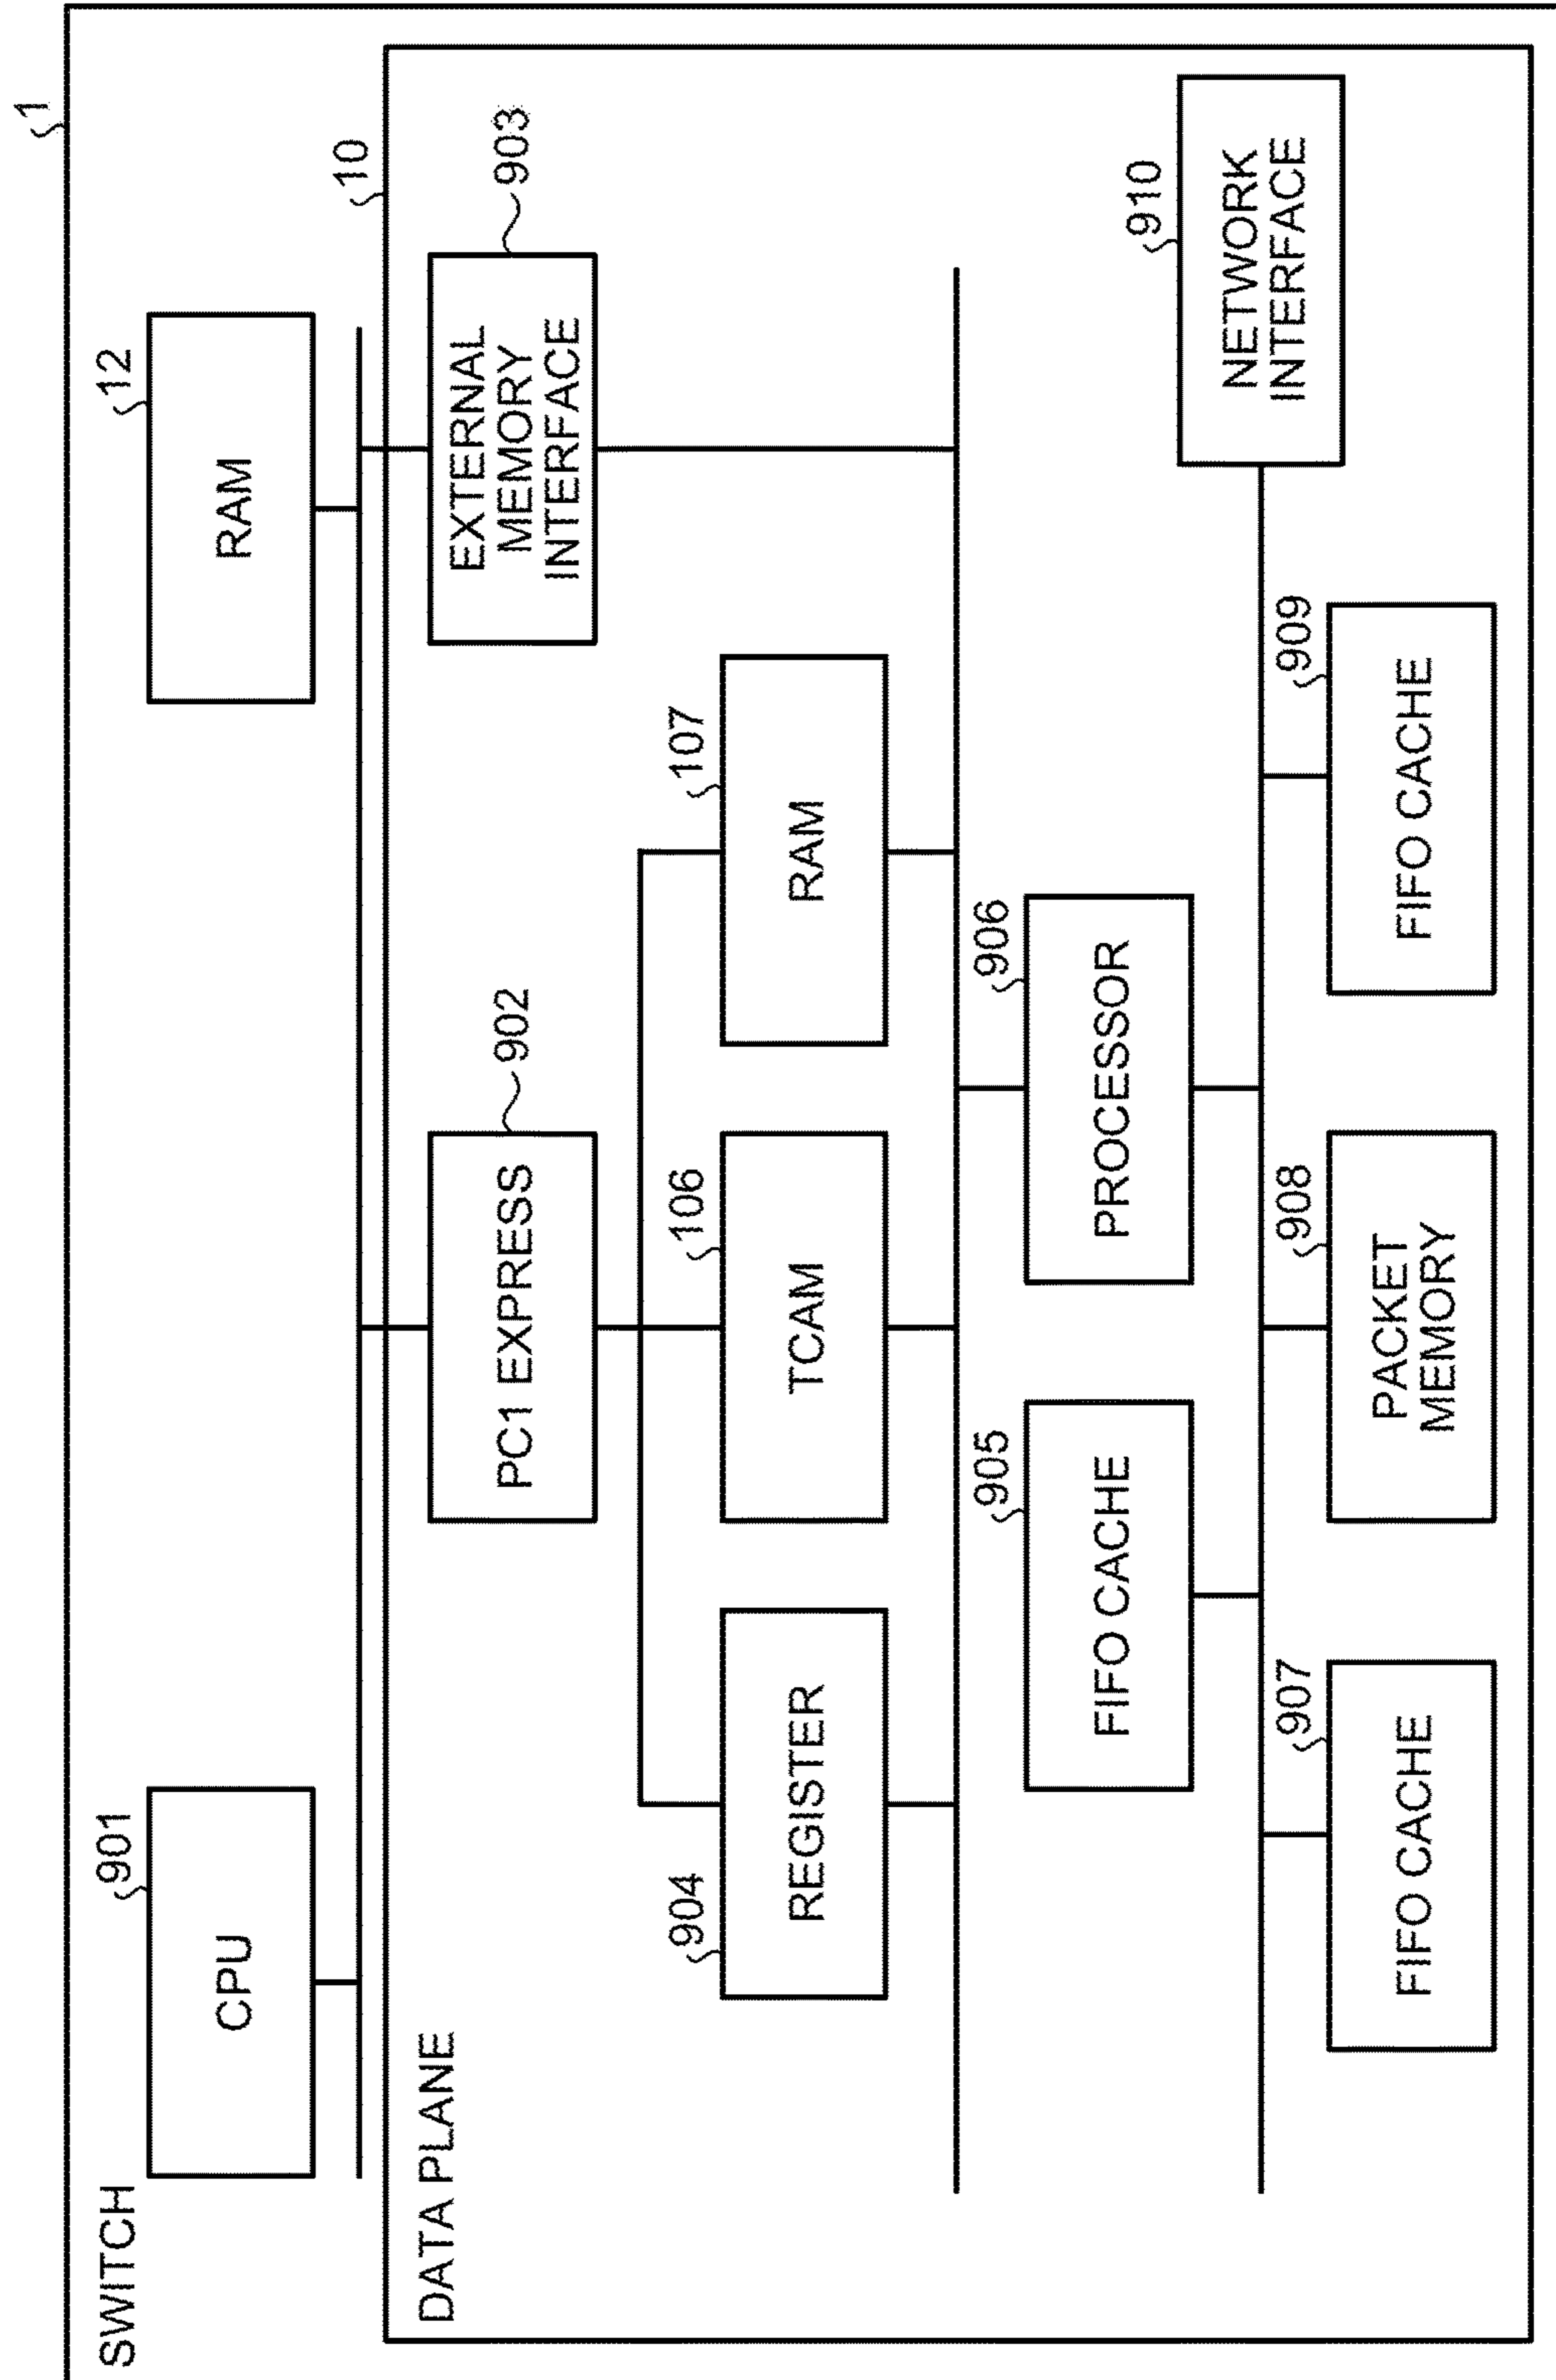 1
SWITCH
901
CPU
12
RAM
10
DATA PLANE
902
PC1 EXPRESS
903
EXTERNAL
MEMORY
INTERFACE
904
REGISTER
106
TCAM
107
RAM
905
FIFO CACHE
906
PROCESSOR
910
NETWORK
INTERFACE
907
FIFO CACHE
908
PACKET
MEMORY
909
FIFO CACHE